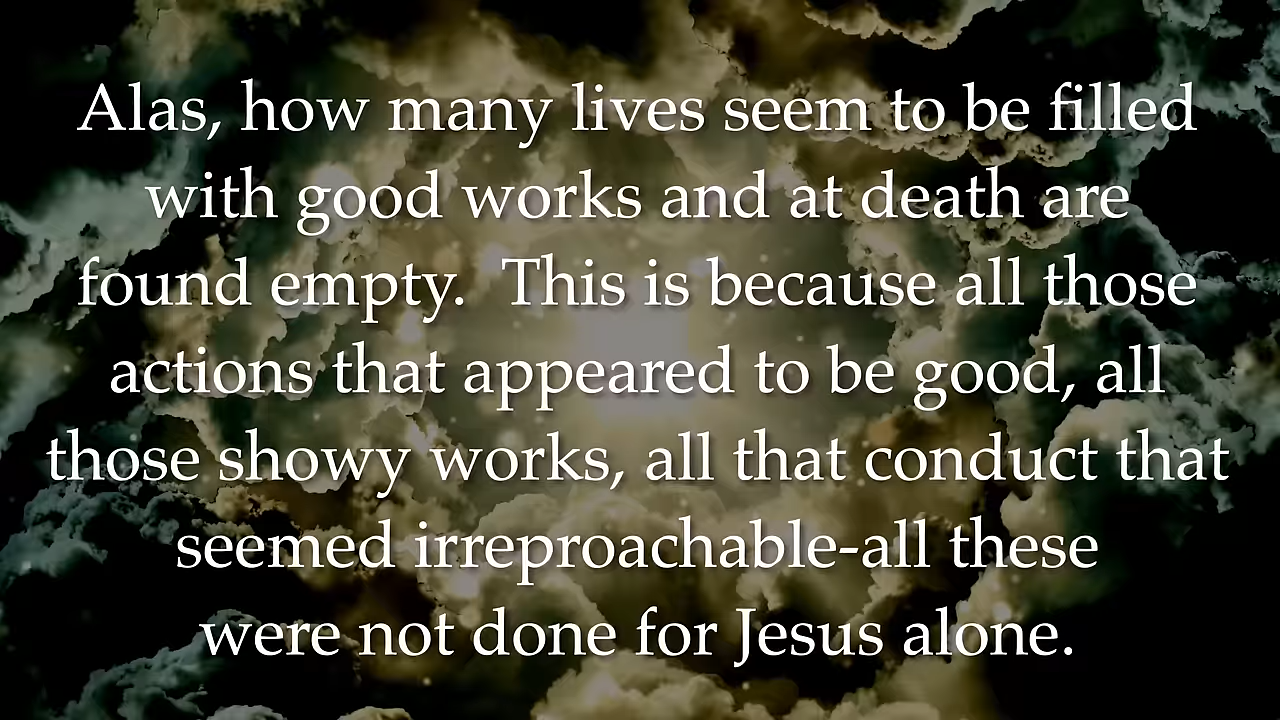 Alas, how many lives seem to be filled
with good works and at death are
found empty.  This is because all those
actions that appeared to be good, all
those showy works, all that conduct that
seemed irreproachable-all these
were not done for Jesus alone.